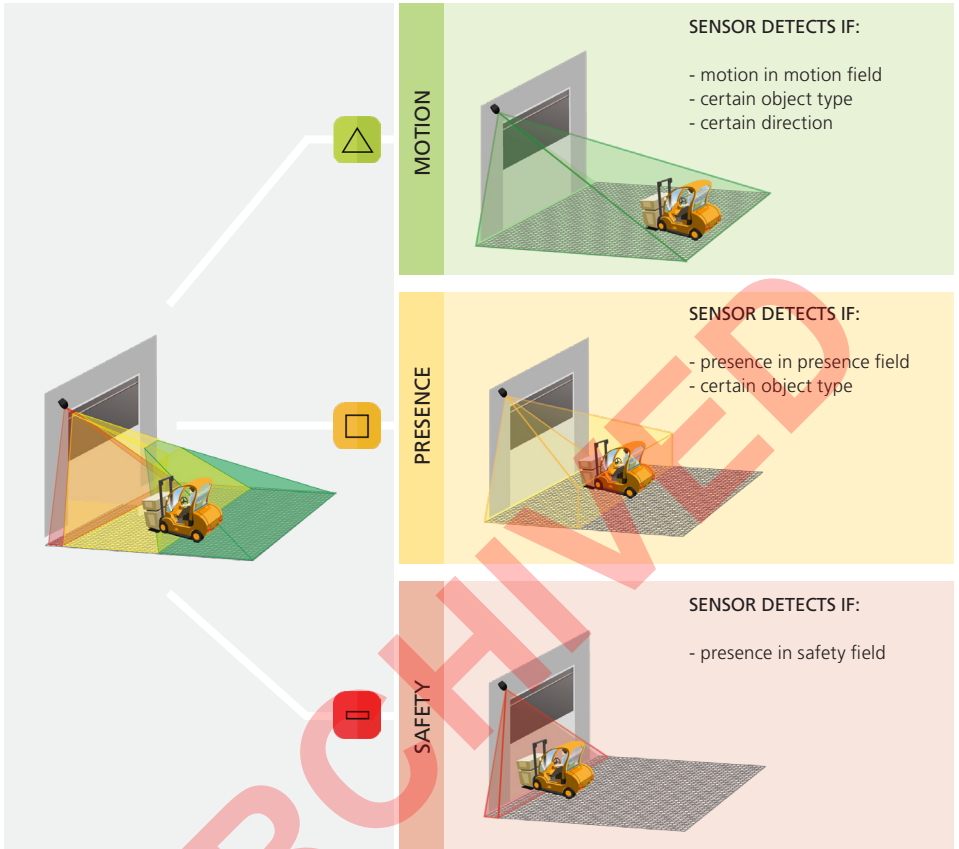 MOTION
SENSOR DETECTS IF:
- motion in motion field
- certain object type
- certain direction
PRESENCE
SENSOR DETECTS IF:
- presence in presence field
- certain object type
SAFETY
SENSOR DETECTS IF:
- presence in safety field
RCHIVED